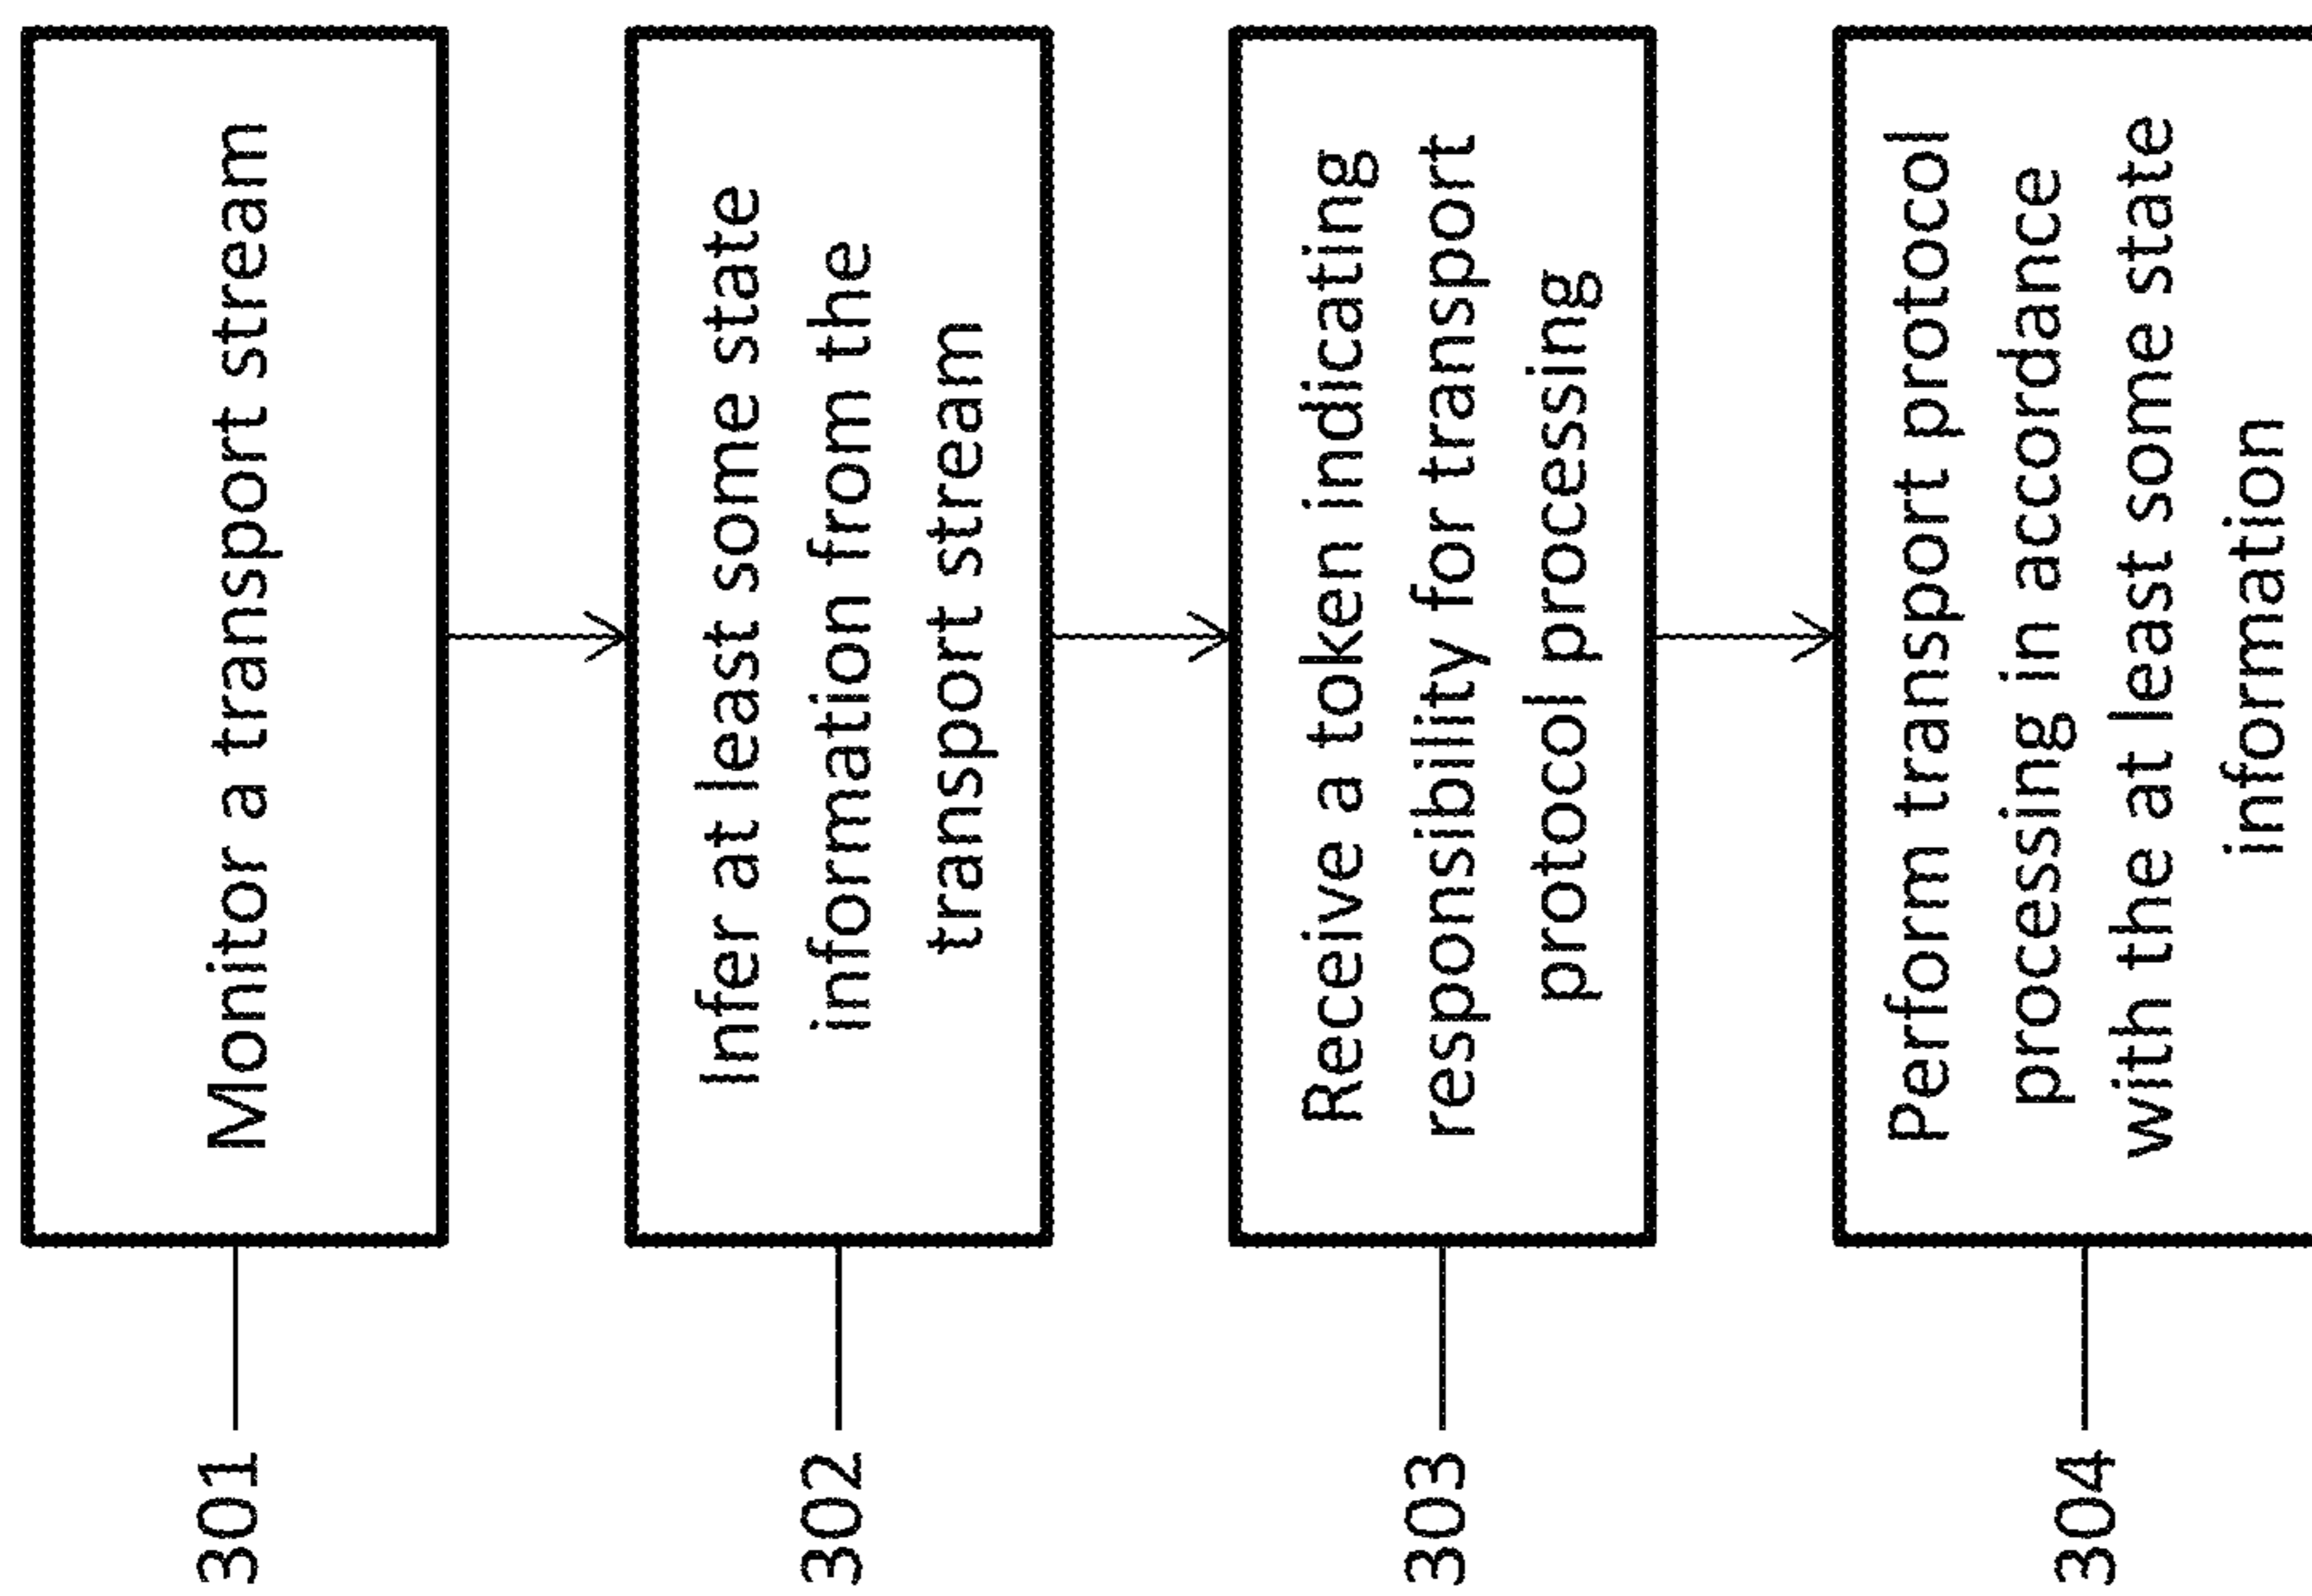 301
Monitor a transport stream
302
Infer at least some state
information from the
transport stream
303
Receive a token indicating
responsibility for transport
protocol processing
304
Perform transport protocol
processing in accordance
with the at least some state
information